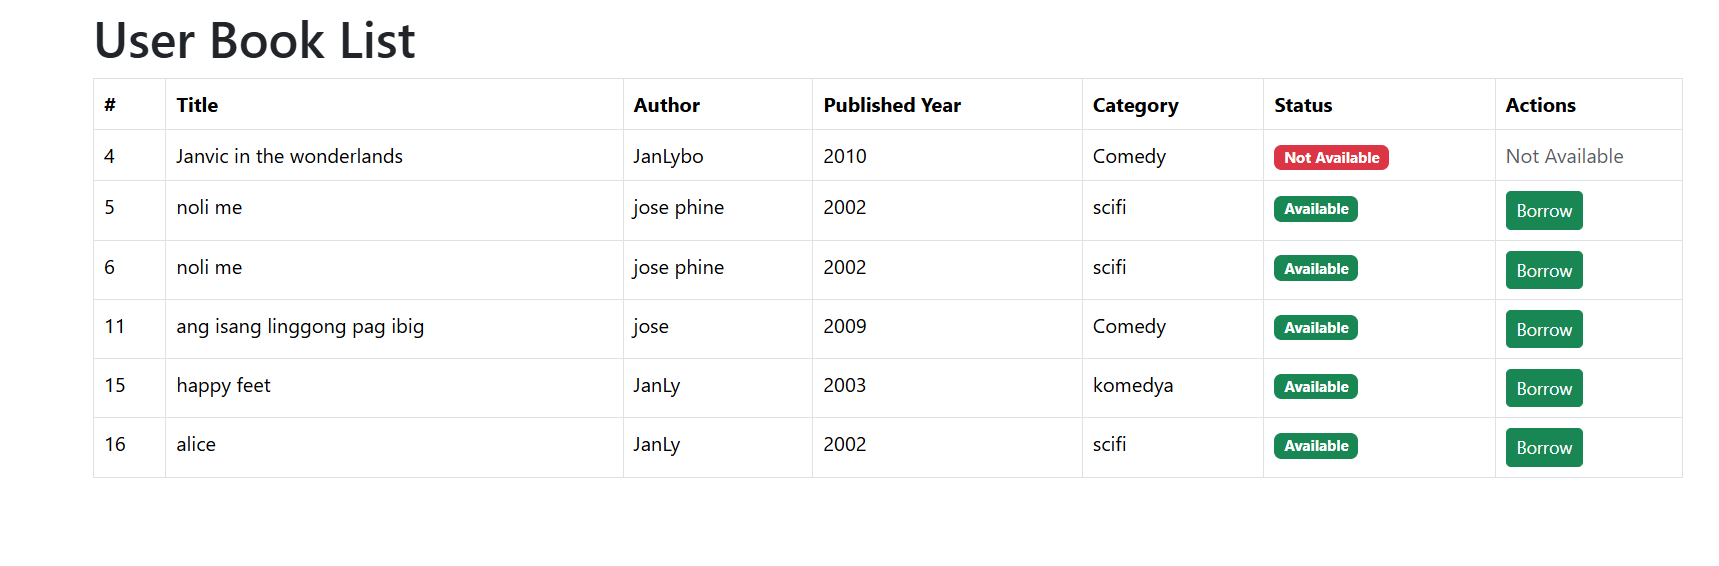 User Book List
# Title Author Published Year Category Status Actions
4 Janvic in the wonderlands JanLybo 2010 Comedy Not Available Not Available
5 noli me jose phine 2002 scifi Available Borrow
6 noli me jose phine 2002 scifi Available Borrow
11 ang isang linggong pag ibig jose 2009 Comedy Available Borrow
15 happy feet JanLy 2003 komedya Available Borrow
16 alice JanLy 2002 scifi Available Borrow